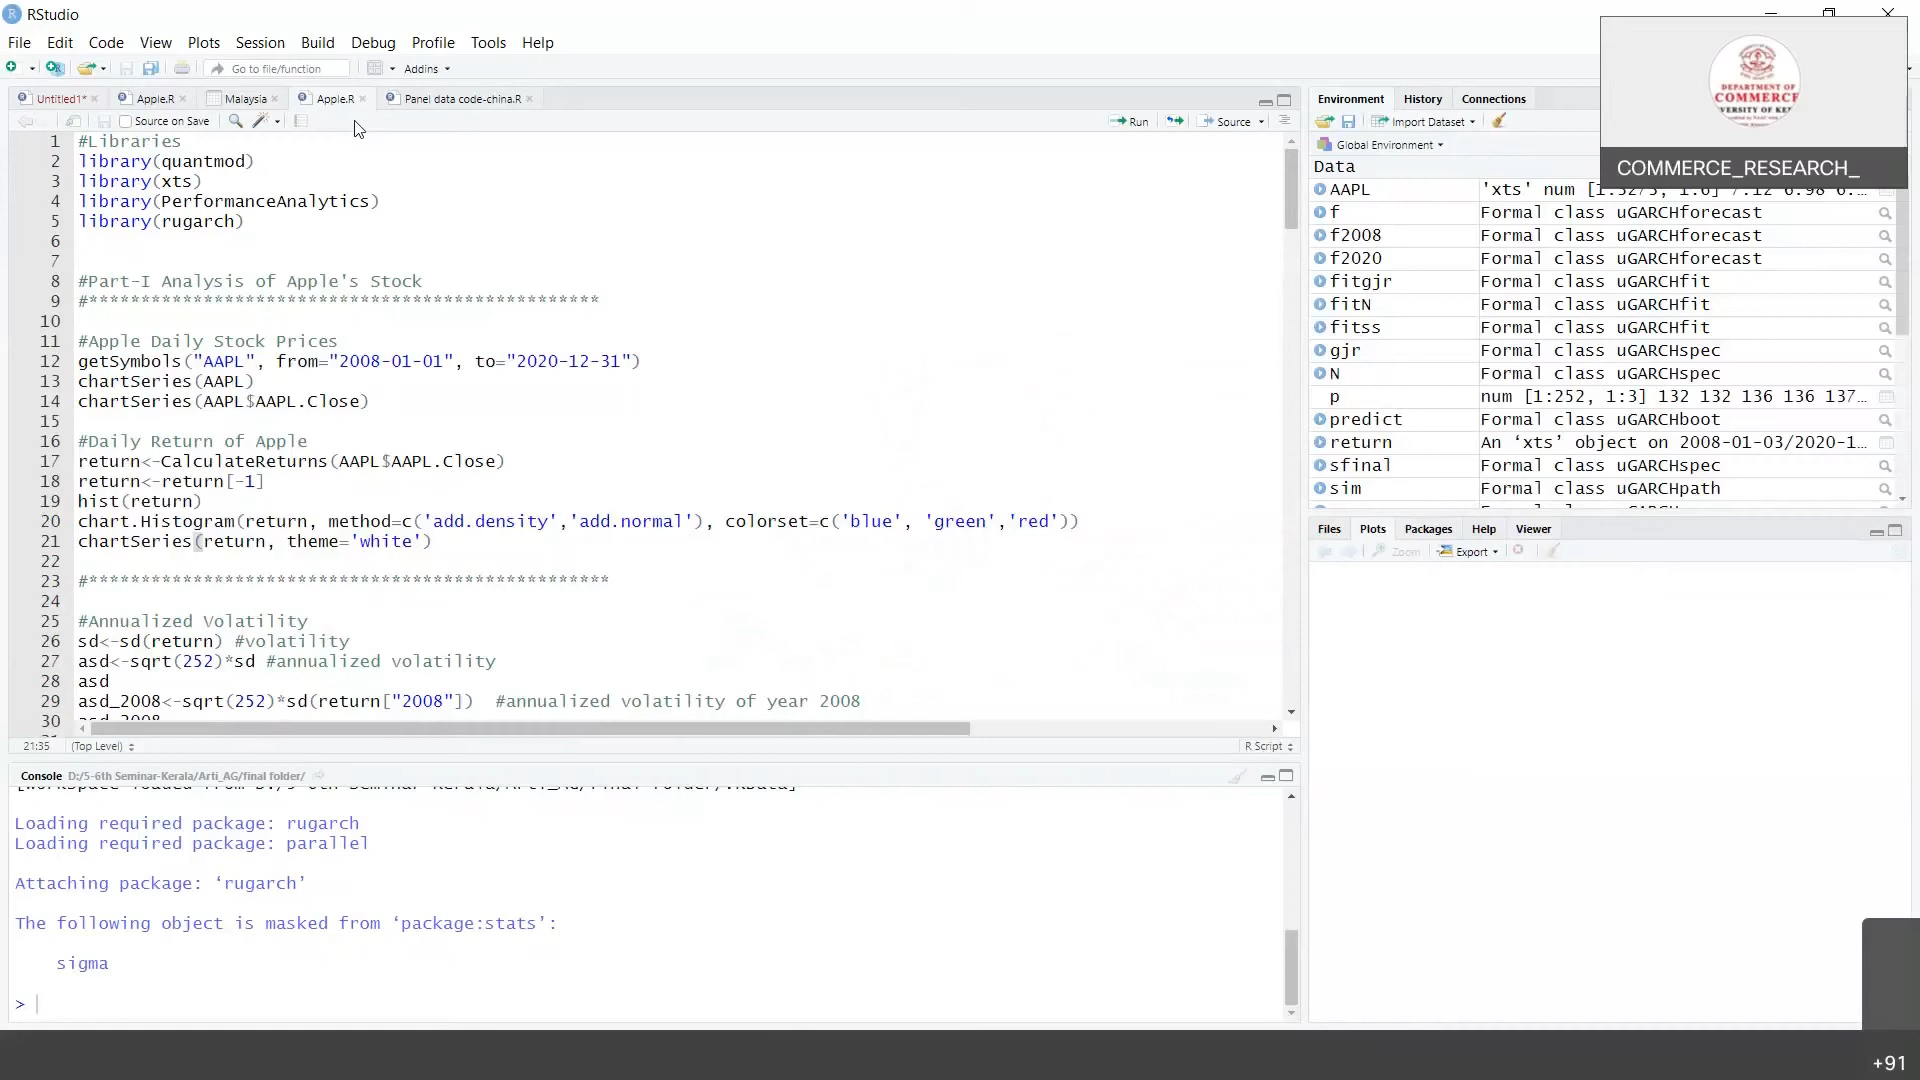 RStudio
File Edit Code View Plots Session Build Debug Profile Tools Help
Go to file/function Addins
Untitled1* Apple.R Malaysia Apple.R Panel data code-china.R
Source on Save Run Source
1 #Libraries
2 library(quantmod)
3 library(xts)
4 library(PerformanceAnalytics)
5 library(rugarch)
6
7
8 #Part-I Analysis of Apple's Stock
9 #*************************************************
10
11 #Apple Daily Stock Prices
12 getSymbols("AAPL", from="2008-01-01", to="2020-12-31")
13 chartSeries(AAPL)
14 chartSeries(AAPL$AAPL.Close)
15
16 #Daily Return of Apple
17 return<-CalculateReturns(AAPL$AAPL.Close)
18 return<-return[-1]
19 hist(return)
20 chart.Histogram(return, method=c('add.density','add.normal'), colorset=c('blue', 'green','red'))
21 chartSeries(return, theme='white')
22
23 #**************************************************
24
25 #Annualized Volatility
26 sd<-sd(return) #volatility
27 asd<-sqrt(252)*sd #annualized volatility
28 asd
29 asd_2008<-sqrt(252)*sd(return["2008"]) #annualized volatility of year 2008
30 asd_2008
21:35 (Top Level) R Script
Console D:/5-6th Seminar-Kerala/Arti_AG/final folder/
Loading required package: rugarch
Loading required package: parallel
Attaching package: ‘rugarch’
The following object is masked from ‘package:stats’:
sigma
>
Environment History Connections
Import Dataset
Global Environment
Data
AAPL 'xts' num
f Formal class uGARCHforecast
f2008 Formal class uGARCHforecast
f2020 Formal class uGARCHforecast
fitgjr Formal class uGARCHfit
fitN Formal class uGARCHfit
fitss Formal class uGARCHfit
gjr Formal class uGARCHspec
N Formal class uGARCHspec
p num [1:252, 1:3] 132 132 136 136 137…
predict Formal class uGARCHboot
return An ‘xts’ object on 2008-01-03/2020-1…
sfinal Formal class uGARCHspec
sim Formal class uGARCHpath
Files Plots Packages Help Viewer
Zoom Export
DEPARTMENT OF
COMMERCE
COMMERCE_RESEARCH_
+91